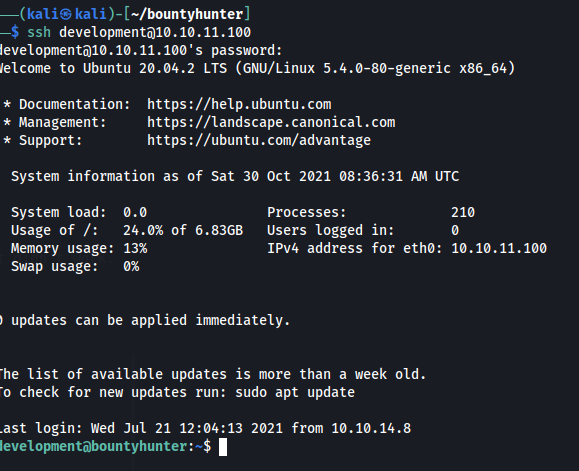 (kali㉿kali)-[~/bountyhunter]
$ ssh development@10.10.11.100
development@10.10.11.100's password:
Welcome to Ubuntu 20.04.2 LTS (GNU/Linux 5.4.0-80-generic x86_64)
* Documentation:  https://help.ubuntu.com
* Management:     https://landscape.canonical.com
* Support:        https://ubuntu.com/advantage
System information as of Sat 30 Oct 2021 08:36:31 AM UTC
System load:  0.0               Processes:             210
Usage of /:   24.0% of 6.83GB   Users logged in:       0
Memory usage: 13%               IPv4 address for eth0: 10.10.11.100
Swap usage:   0%
0 updates can be applied immediately.
The list of available updates is more than a week old.
To check for new updates run: sudo apt update
Last login: Wed Jul 21 12:04:13 2021 from 10.10.14.8
development@bountyhunter:~$